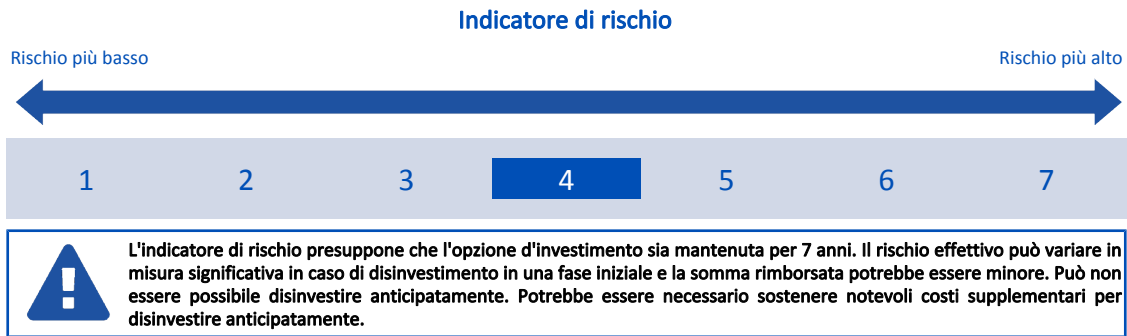 Indicatore di rischio
Rischio più basso
Rischio più alto
1 2 3 4 5 6 7
L'indicatore di rischio presuppone che l'opzione d'investimento sia mantenuta per 7 anni. Il rischio effettivo può variare in
misura significativa in caso di disinvestimento in una fase iniziale e la somma rimborsata potrebbe essere minore. Può non
essere possibile disinvestire anticipatamente. Potrebbe essere necessario sostenere notevoli costi supplementari per
disinvestire anticipatamente.